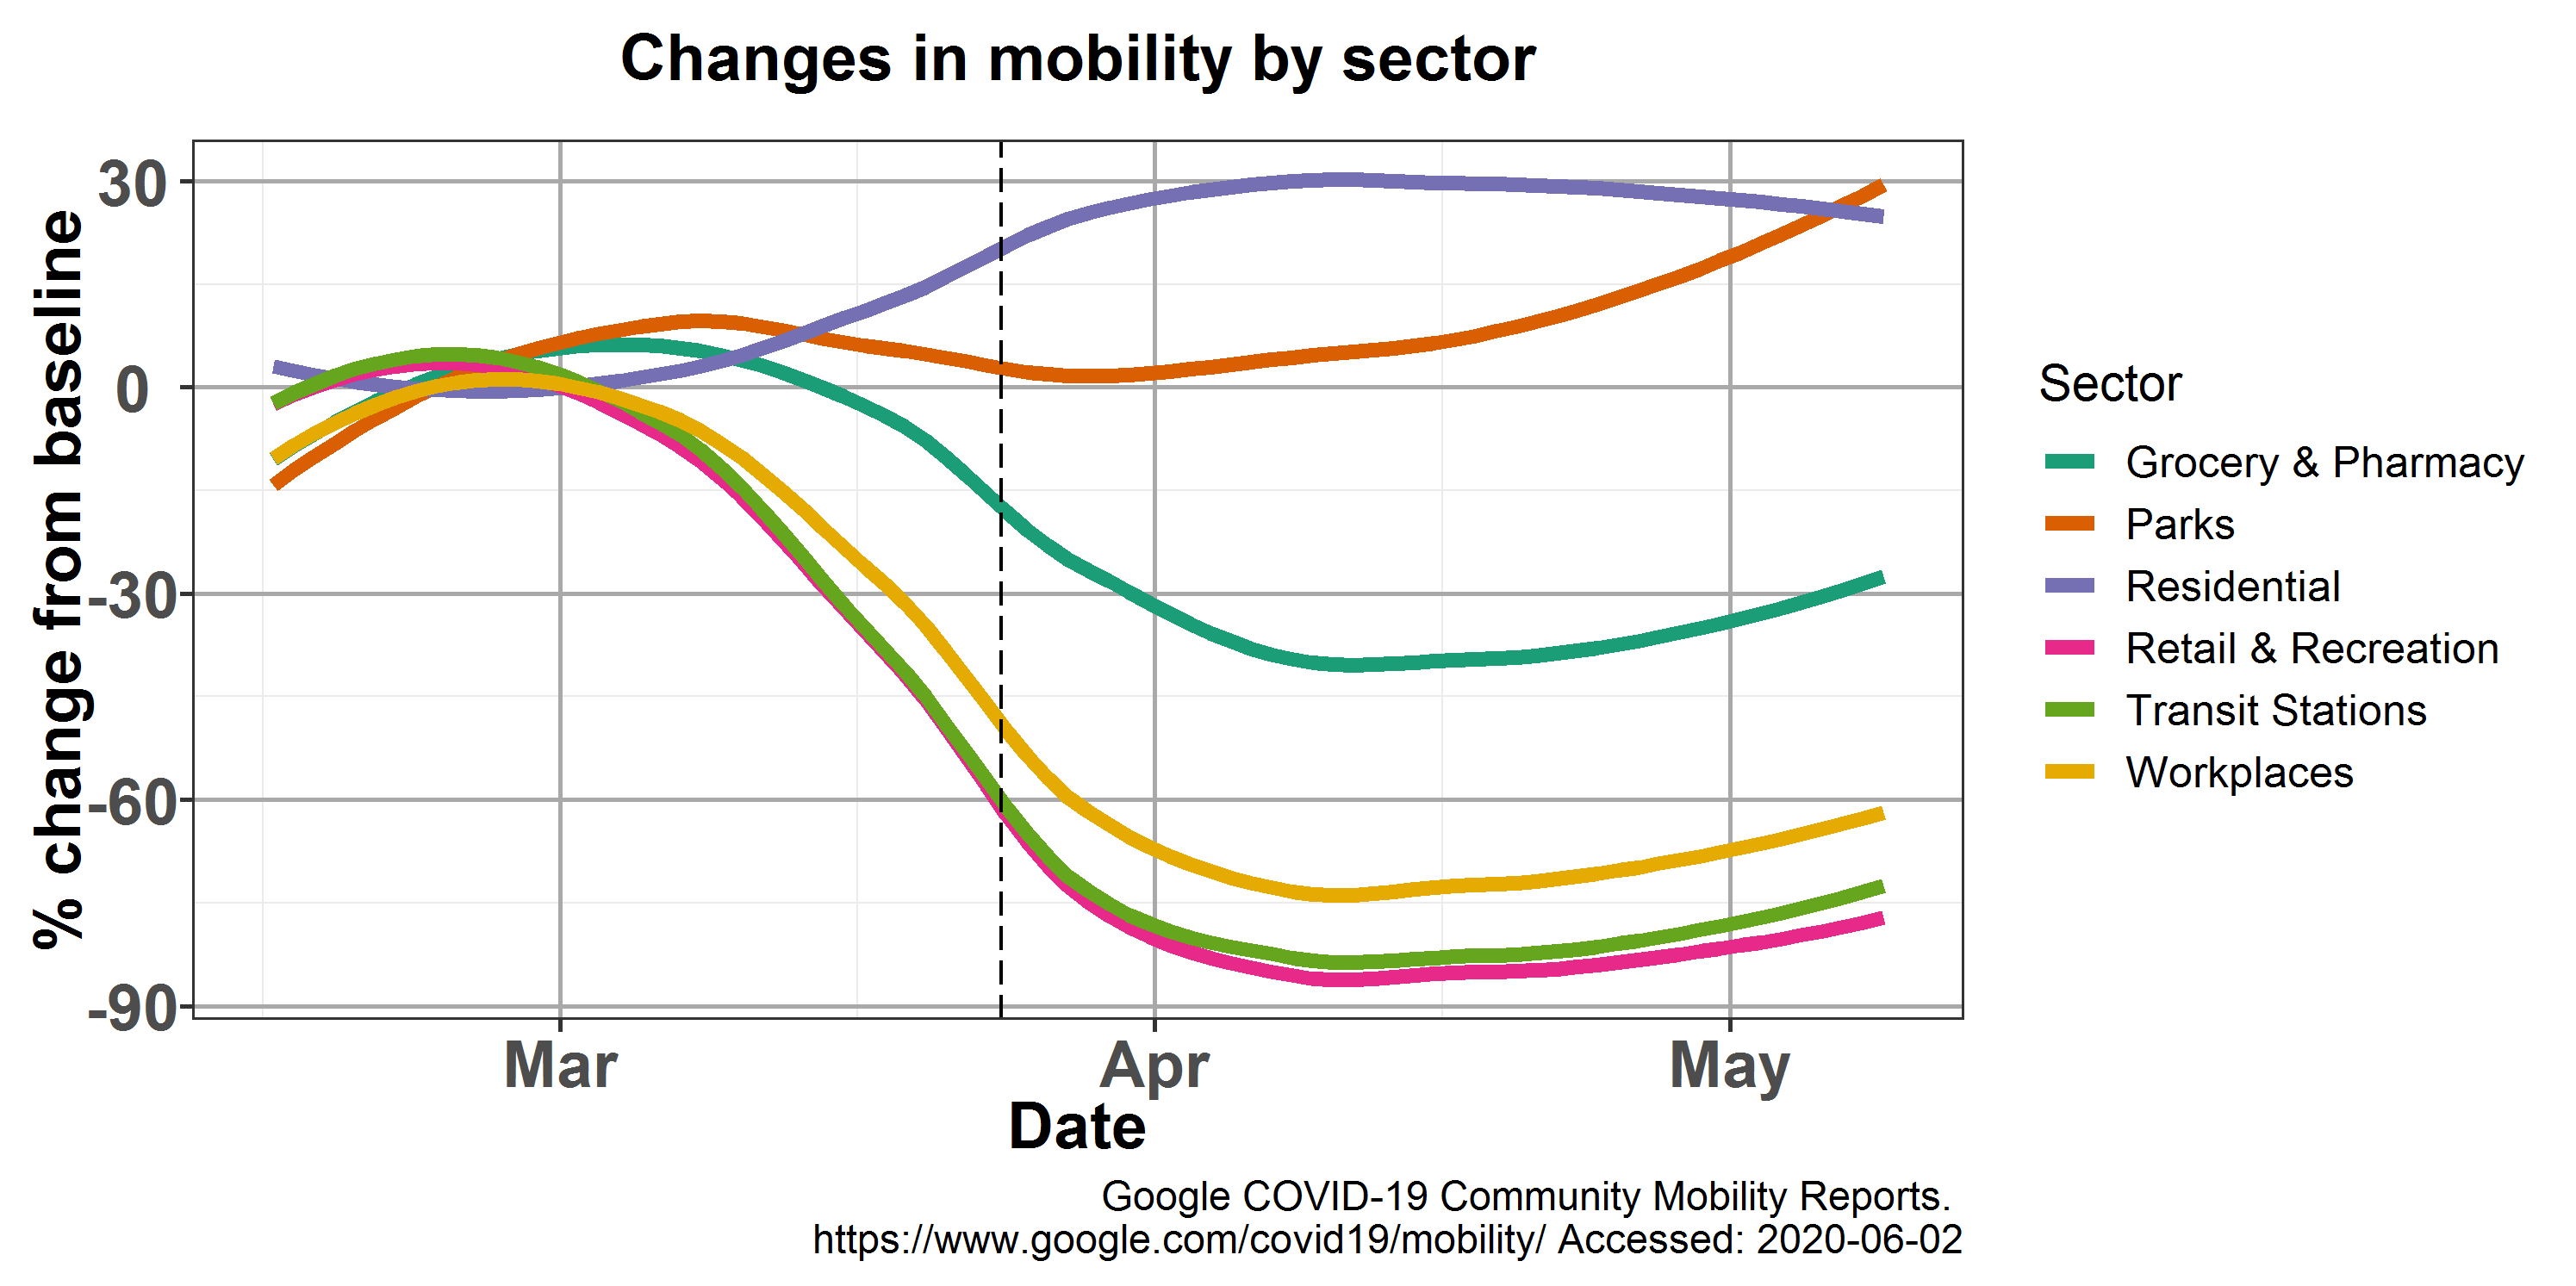 Changes in mobility by sector
% change from baseline
30
0
-30
-60
-90
Mar
Apr
May
Date
Sector
Grocery & Pharmacy
Parks
Residential
Retail & Recreation
Transit Stations
Workplaces
Google COVID-19 Community Mobility Reports.
https://www.google.com/covid19/mobility/ Accessed: 2020-06-02